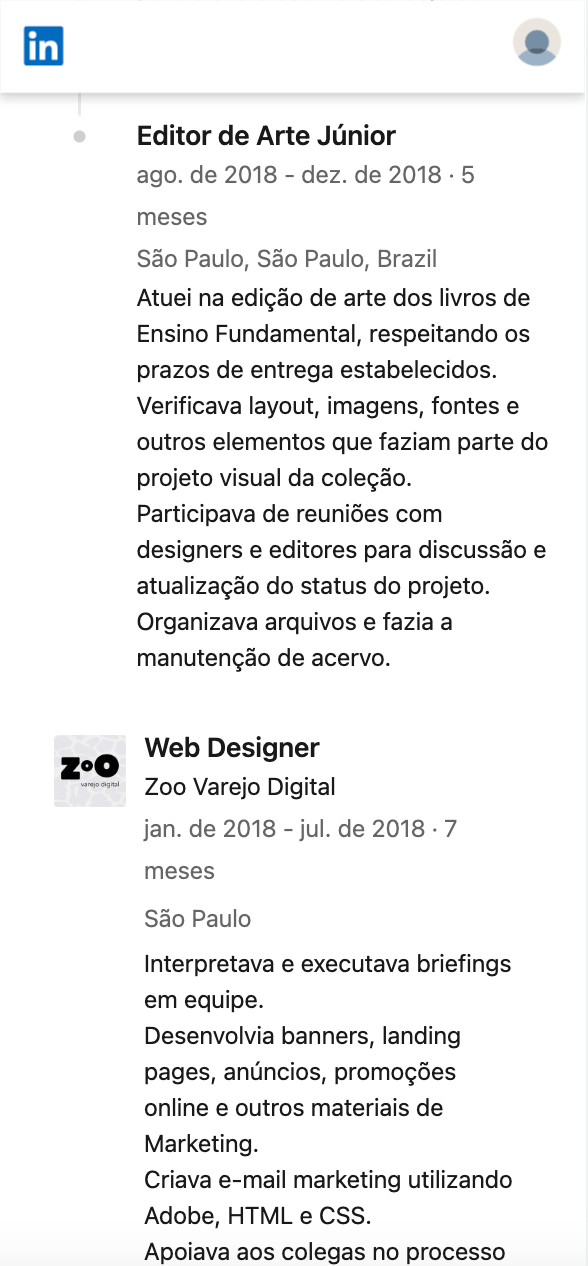 in
Editor de Arte Júnior
ago. de 2018 - dez. de 2018 · 5
meses
São Paulo, São Paulo, Brazil
Atuei na edição de arte dos livros de
Ensino Fundamental, respeitando os
prazos de entrega estabelecidos.
Verificava layout, imagens, fontes e
outros elementos que faziam parte do
projeto visual da coleção.
Participava de reuniões com
designers e editores para discussão e
atualização do status do projeto.
Organizava arquivos e fazia a
manutenção de acervo.
ZoO
varejo digital
Web Designer
Zoo Varejo Digital
jan. de 2018 - jul. de 2018 · 7
meses
São Paulo
Interpretava e executava briefings
em equipe.
Desenvolvia banners, landing
pages, anúncios, promoções
online e outros materiais de
Marketing.
Criava e-mail marketing utilizando
Adobe, HTML e CSS.
Apoiava aos colegas no processo